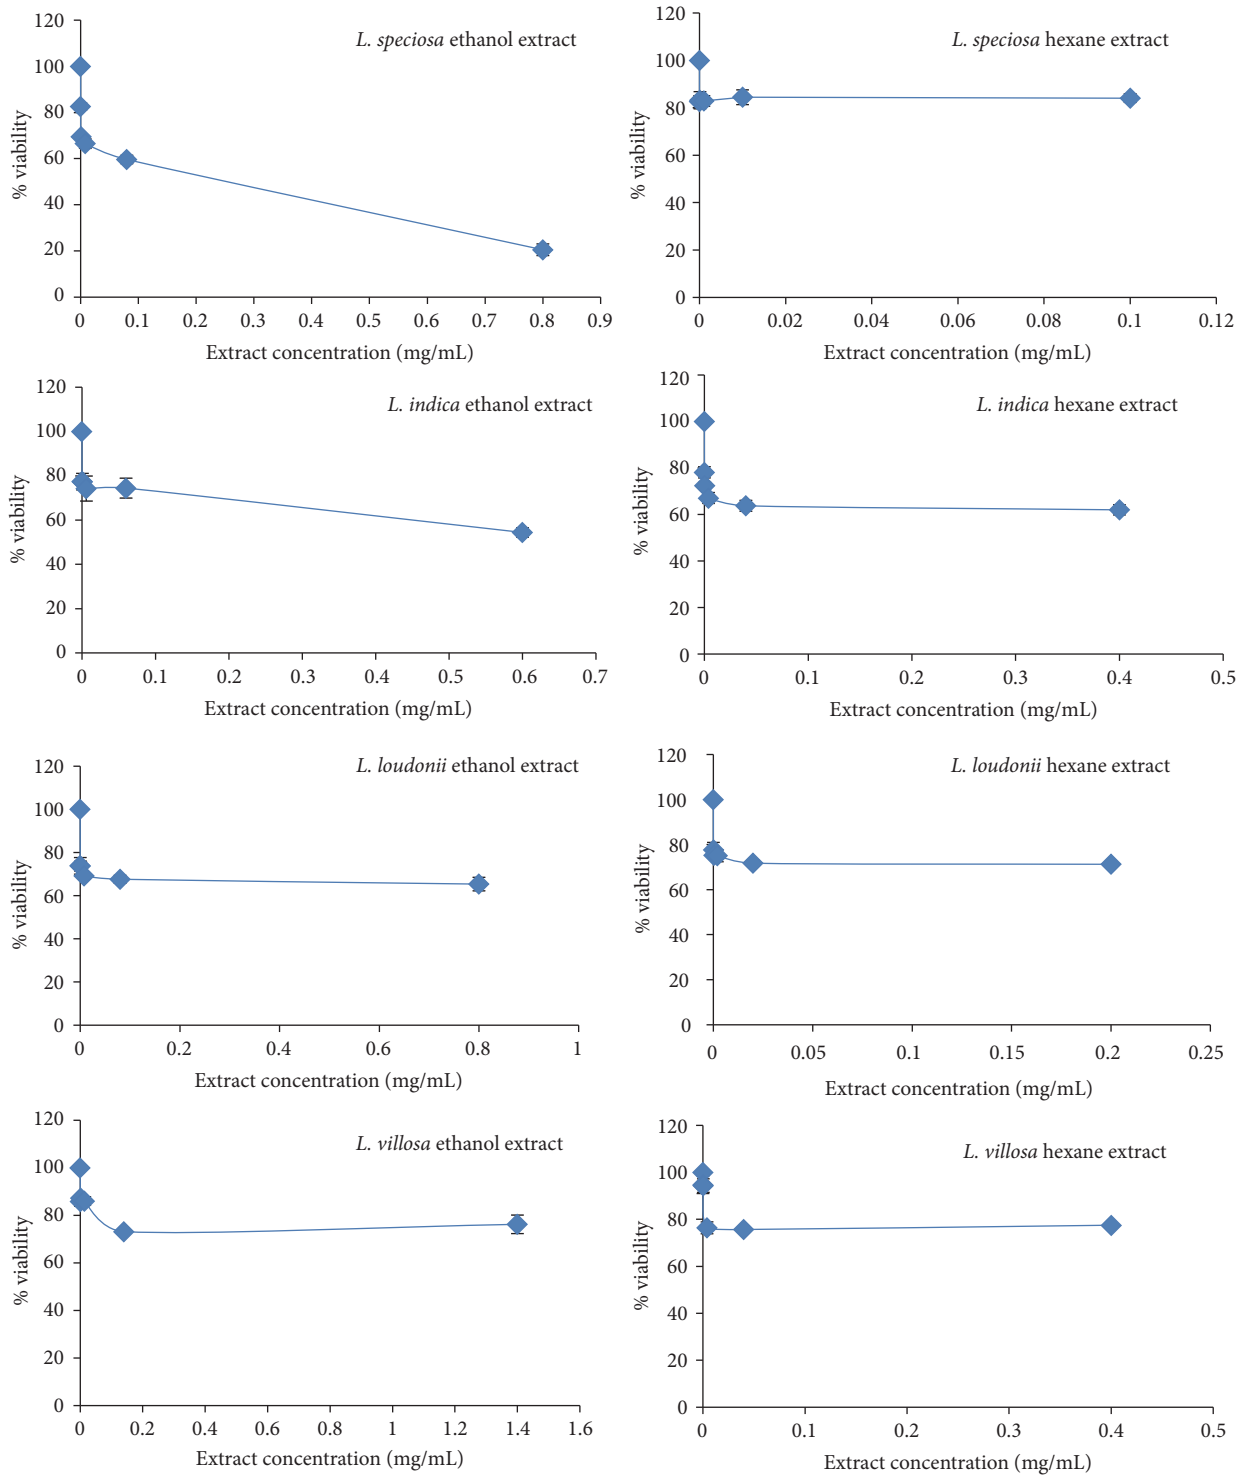 L. speciosa ethanol extract
120
100
80
60
40
20
0
% viability
0 0.1 0.2 0.3 0.4 0.5 0.6 0.7 0.8 0.9
Extract concentration (mg/mL)
L. speciosa hexane extract
120
100
80
60
40
20
0
% viability
0 0.02 0.04 0.06 0.08 0.1 0.12
Extract concentration (mg/mL)
L. indica ethanol extract
120
100
80
60
40
20
0
% viability
0 0.1 0.2 0.3 0.4 0.5 0.6 0.7
Extract concentration (mg/mL)
L. indica hexane extract
120
100
80
60
40
20
0
% viability
0 0.1 0.2 0.3 0.4 0.5
Extract concentration (mg/mL)
L. loudonii ethanol extract
120
100
80
60
40
20
0
% viability
0 0.2 0.4 0.6 0.8 1
Extract concentration (mg/mL)
L. loudonii hexane extract
120
100
80
60
40
20
0
% viability
0 0.05 0.1 0.15 0.2 0.25
Extract concentration (mg/mL)
L. villosa ethanol extract
120
100
80
60
40
20
0
% viability
0 0.2 0.4 0.6 0.8 1 1.2 1.4 1.6
Extract concentration (mg/mL)
L. villosa hexane extract
120
100
80
60
40
20
0
% viability
0 0.1 0.2 0.3 0.4 0.5
Extract concentration (mg/mL)